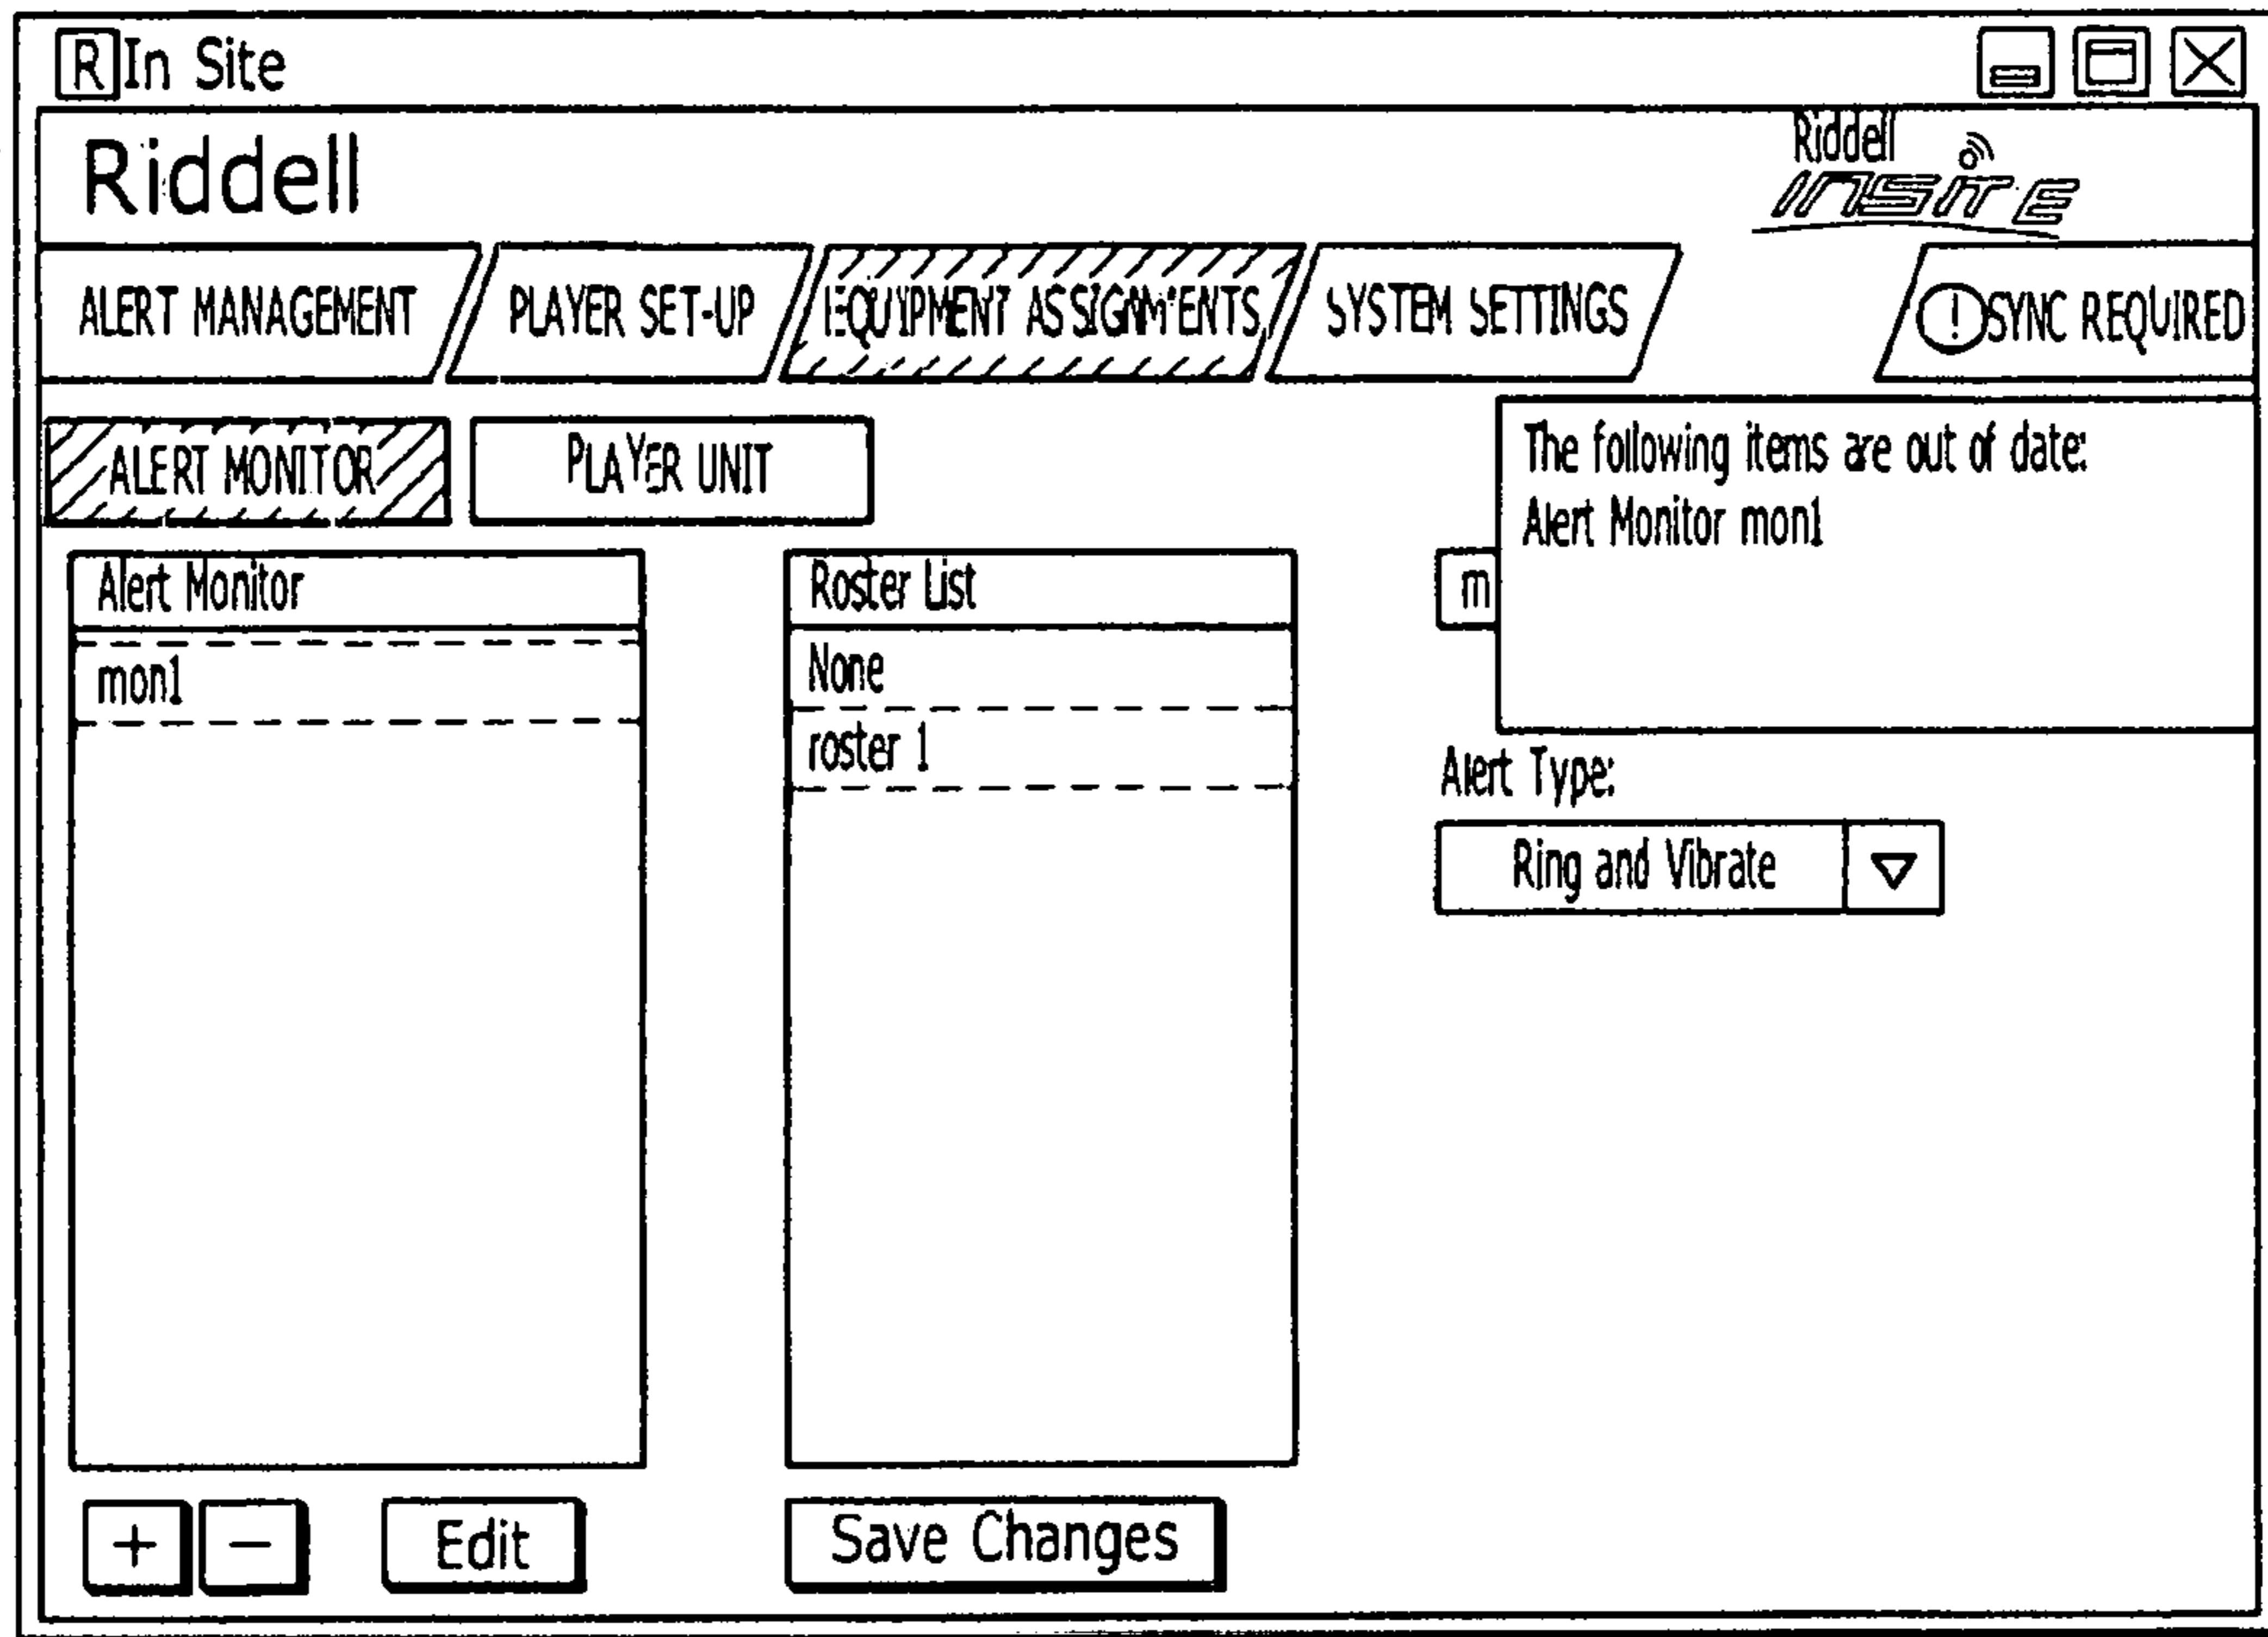 R In Site
Riddell
Riddell
INSITE
ALERT MANAGEMENT
PLAYER SET-UP
EQUIPMENT ASSIGNMENTS
SYSTEM SETTINGS
! SYNC REQUIRED
ALERT MONITOR
PLAYER UNIT
The following items are out of date:
Alert Monitor mon1
Alert Monitor
mon1
Roster List
None
roster 1
m
Alert Type:
Ring and Vibrate
+
−
Edit
Save Changes